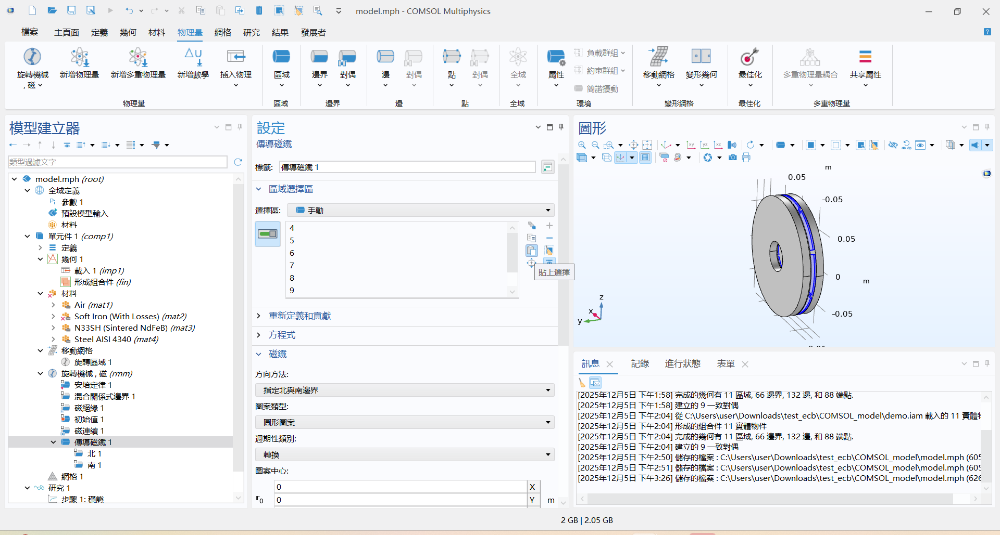 model.mph - COMSOL Multiphysics
檔案
主頁面
定義
幾何
材料
物理量
網格
研究
結果
發展者
旋轉機械
, 磁
新增物理量
新增多重物理量
新增數學
插入物理
區域
邊界
對偶
邊
對偶
點
對偶
全域
屬性
負載群組
約束群組
簡諧擾動
移動網格
變形幾何
最佳化
多重物理量耦合
共享屬性
物理量
區域
邊界
邊
點
全域
環境
變形網格
最佳化
多重物理量
模型建立器
類型過濾文字
model.mph (root)
全域定義
Pi 參數 1
預設模型輸入
材料
單元件 1 (comp1)
定義
幾何 1
載入 1 (imp1)
形成組合件 (fin)
材料
Air (mat1)
Soft Iron (With Losses) (mat2)
N33SH (Sintered NdFeB) (mat3)
Steel AISI 4340 (mat4)
移動網格
旋轉區域 1
旋轉機械 , 磁 (rmm)
安培定律 1
混合關係式邊界 1
磁絕緣 1
初始值 1
磁連續 1
傳導磁鐵 1
北 1
南 1
網格 1
研究 1
步驟 1: 穩態
設定
傳導磁鐵
標籤: 傳導磁鐵 1
區域選擇區
選擇區: 手動
4
5
6
7
8
9
貼上選擇
重新定義和貢獻
方程式
磁鐵
方向方法:
指定北與南邊界
圖案類型:
圓形圖案
週期性類別:
轉換
圖案中心:
0 X
r0 0 Y m
圖形
xy yz xz
m
0.05
-0.05
0.05
0
m
-0.05
z
x
y
訊息
記錄
進行狀態
表單
[2025年12月5日 下午1:58] 完成的幾何有 11 區域, 66 邊界, 132 邊, 和 88 端點.
[2025年12月5日 下午1:58] 建立的 9 一致對偶
[2025年12月5日 下午2:04] 從 C:\Users\user\Downloads\test_ecb\COMSOL_model\demo.iam 載入的 11 實體物
[2025年12月5日 下午2:04] 形成的組合件 11 實體物件
[2025年12月5日 下午2:04] 完成的幾何有 11 區域, 66 邊界, 132 邊, 和 88 端點.
[2025年12月5日 下午2:04] 建立的 9 一致對偶
[2025年12月5日 下午2:50] 儲存的檔案 : C:\Users\user\Downloads\test_ecb\COMSOL_model\model.mph (605
[2025年12月5日 下午2:51] 儲存的檔案 : C:\Users\user\Downloads\test_ecb\COMSOL_model\model.mph (605
[2025年12月5日 下午3:26] 儲存的檔案 : C:\Users\user\Downloads\test_ecb\COMSOL_model\model.mph (626
2 GB | 2.05 GB